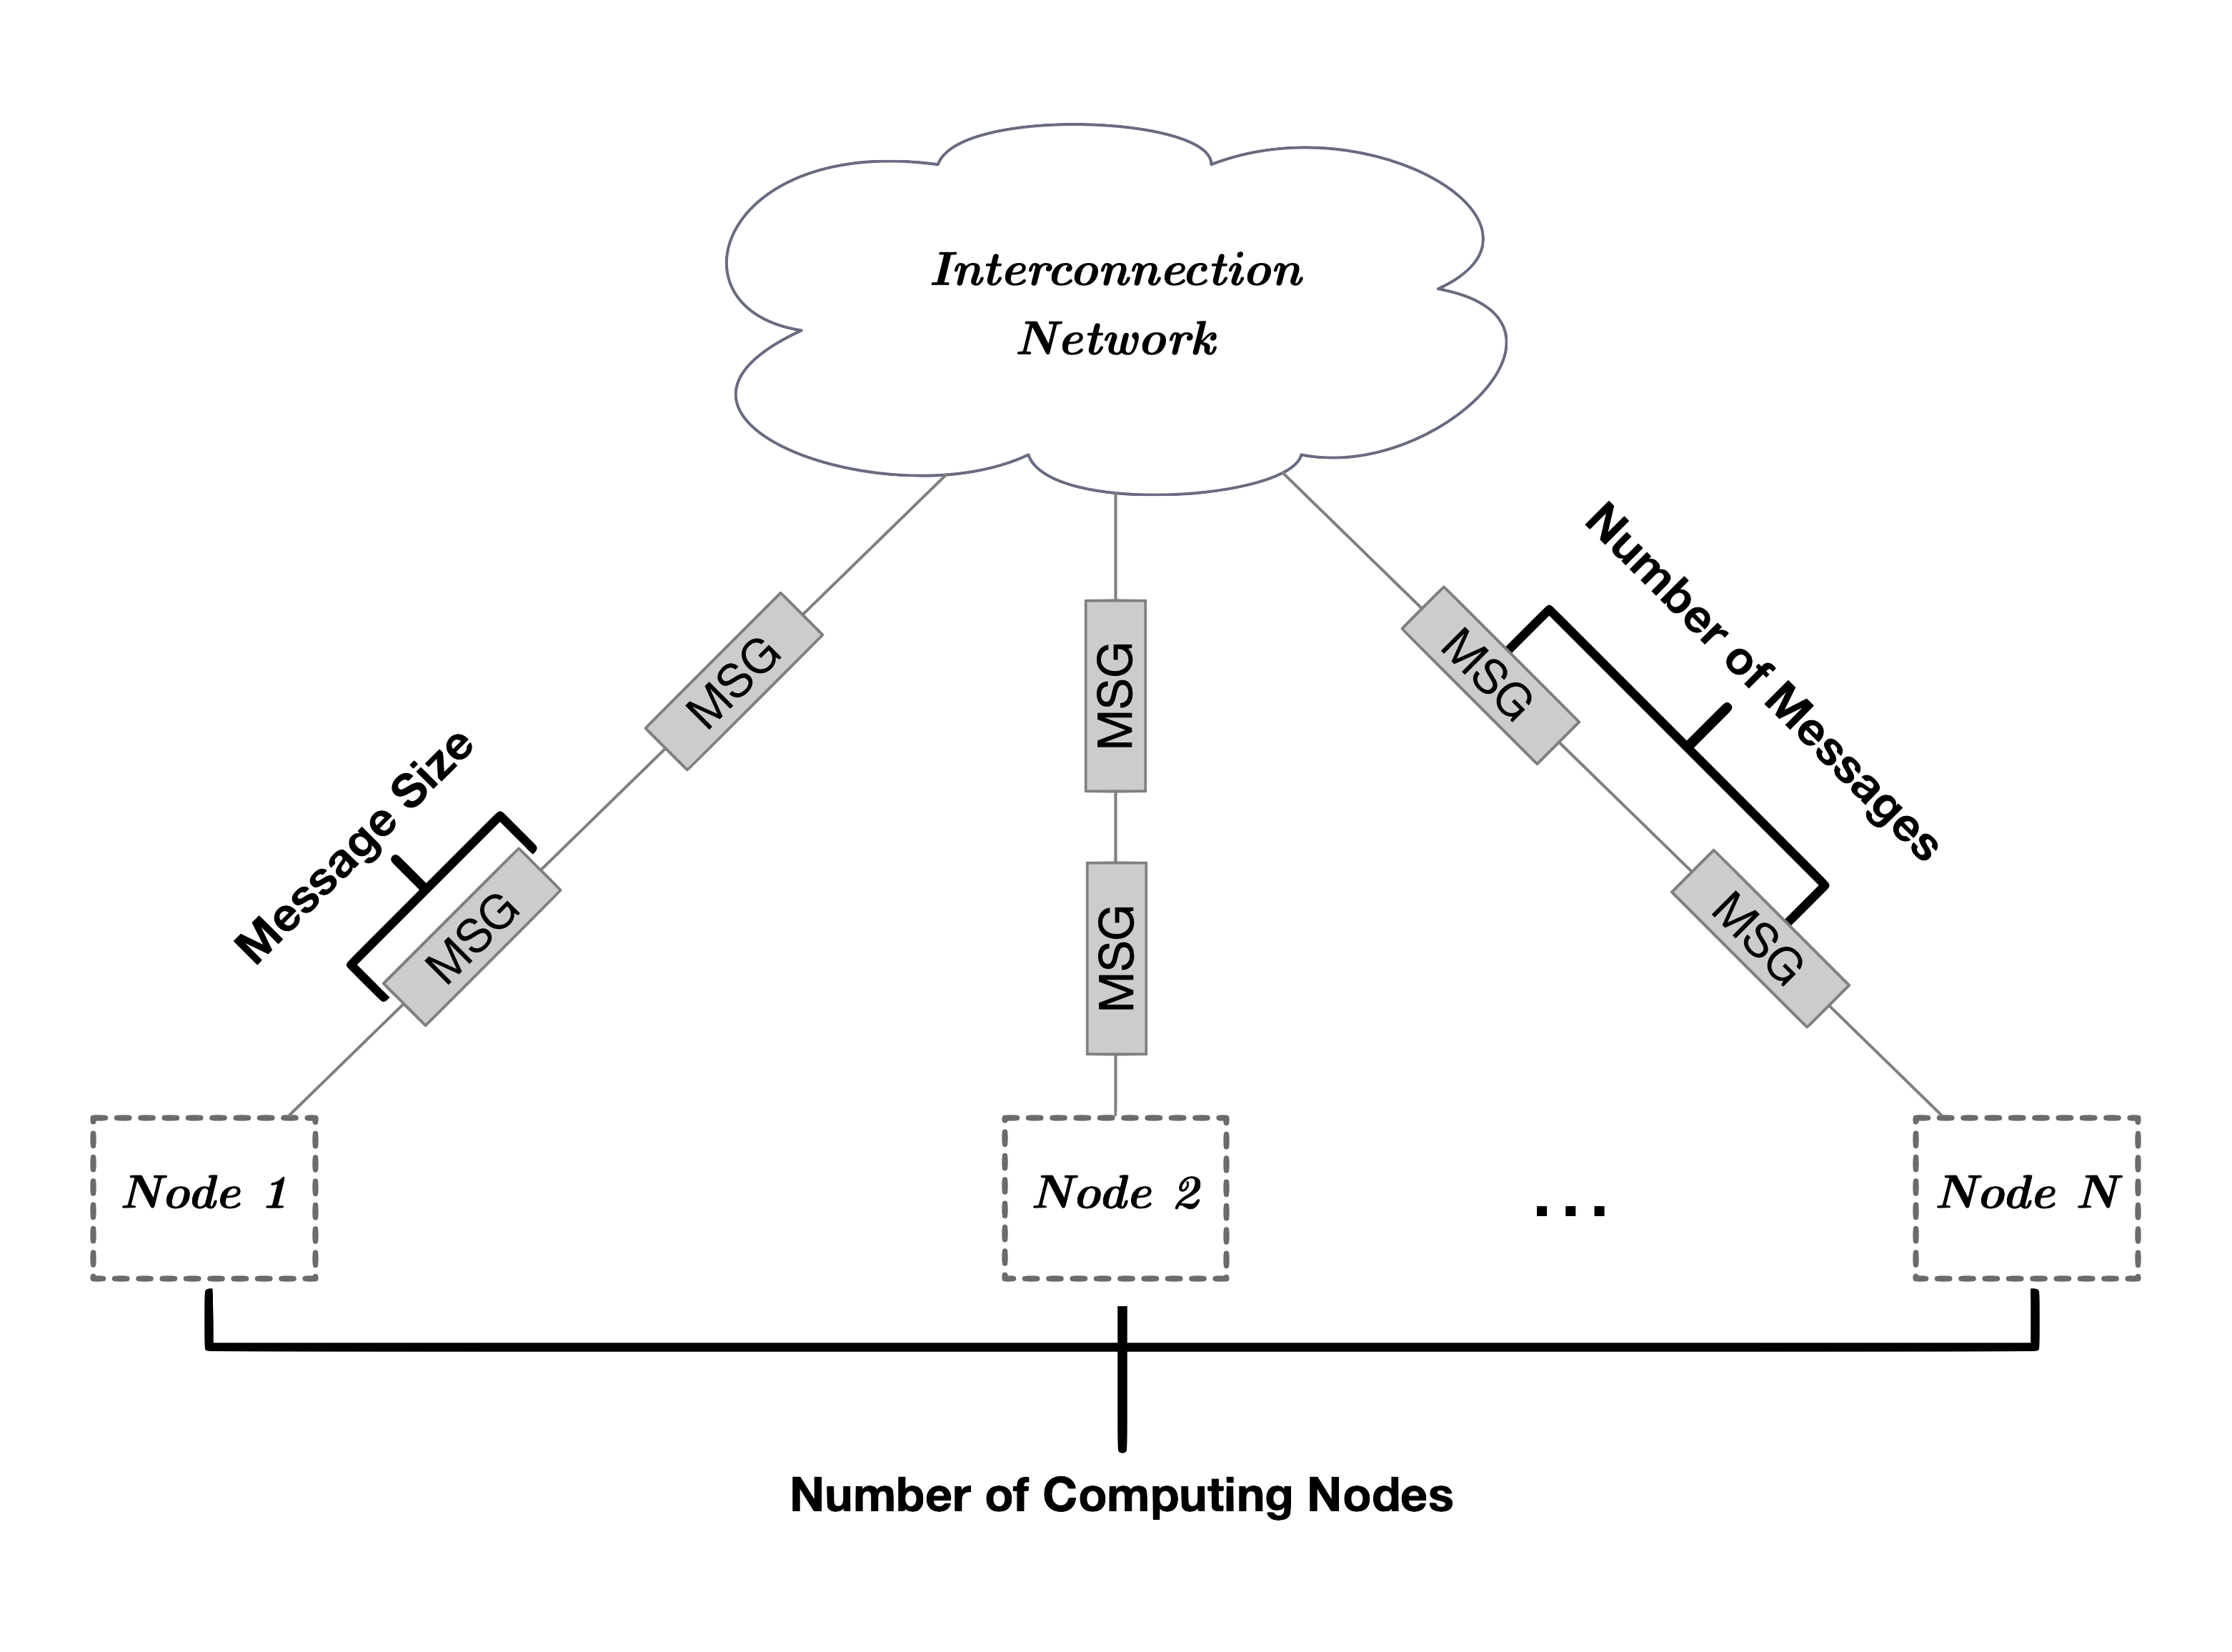 Interconnection
Network
Number of Messages
MSG
MSG
MSG
Message Size
MSG
MSG
MSG
Node 1
Node 2
...
Node N
Number of Computing Nodes